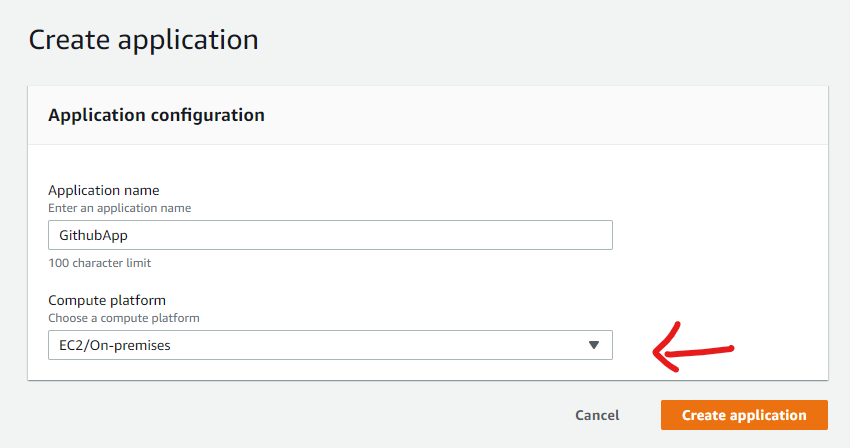 Create application
Application configuration
Application name
Enter an application name
GithubApp
100 character limit
Compute platform
Choose a compute platform
EC2/On-premises
Cancel
Create application